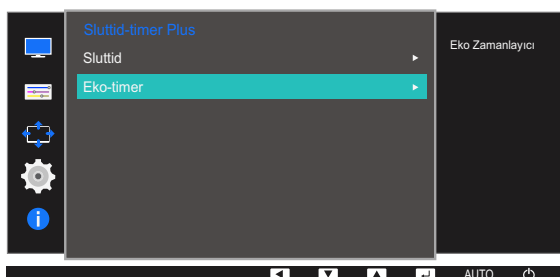 Sluttid-timer Plus
Sluttid
Eko-timer
Eko Zamanlayıcı
AUTO